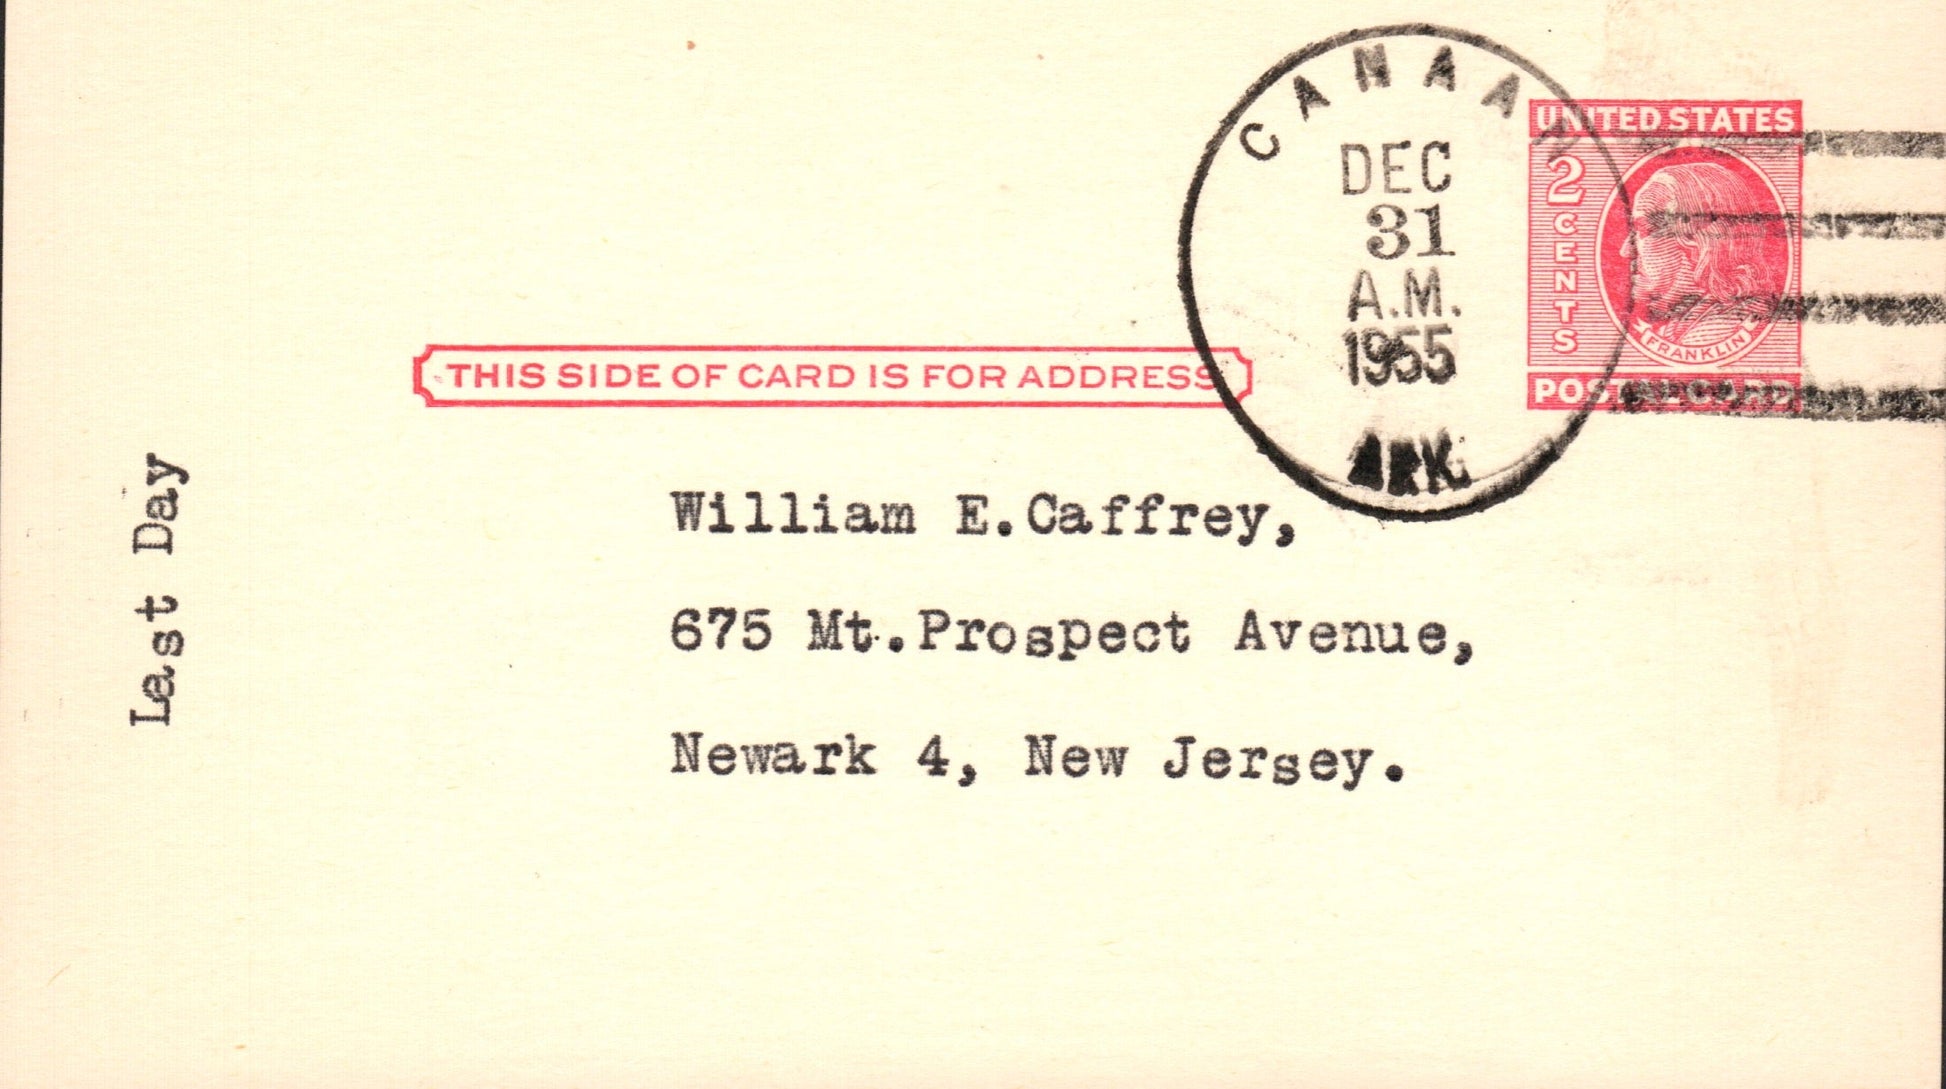 CANAAN
DEC
31
A.M.
1955
ARK.
UNITED STATES
2
CENTS
FRANKLIN
POSTAL CARD
THIS SIDE OF CARD IS FOR ADDRESS
Last Day
William E.Caffrey,
675 Mt.Prospect Avenue,
Newark 4, New Jersey.